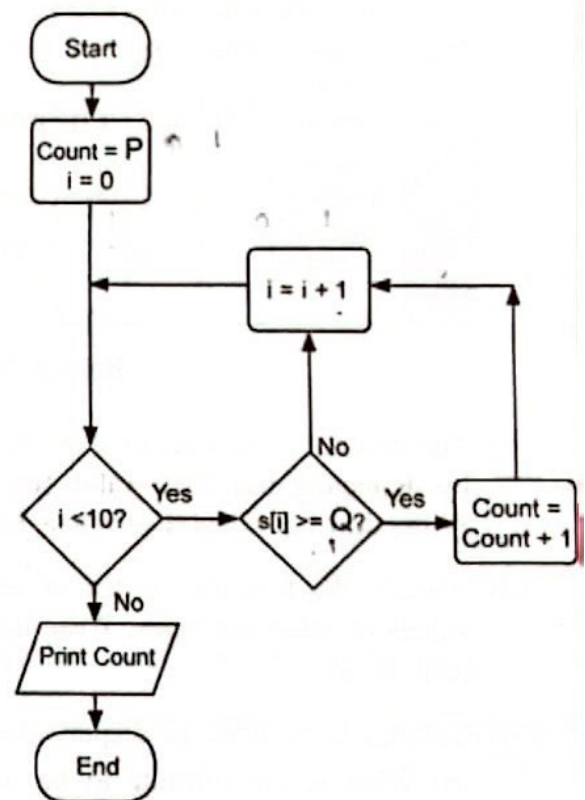 Start
Count = P
i = 0
i = i + 1
No
Yes
Yes
i <10?
s[i] >= Q?
Count =
Count + 1
No
Print Count
End